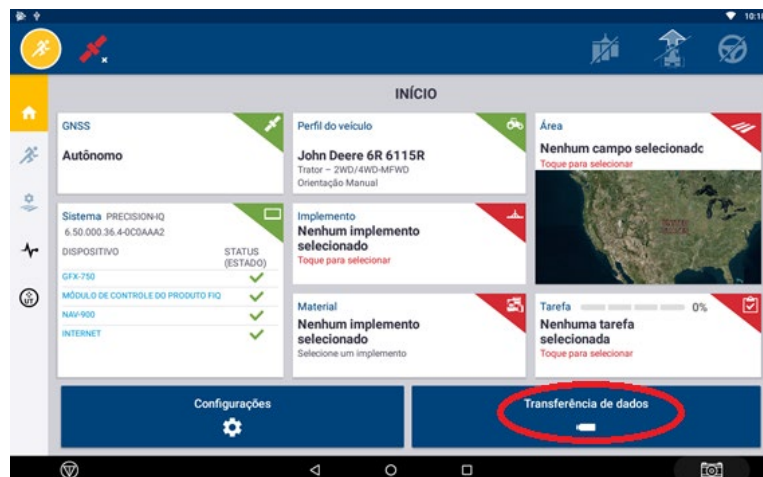 10:18
INÍCIO
GNSS
Autônomo
Perfil do veículo
John Deere 6R 6115R
Trator – 2WD/4WD-MFWD
Orientação Manual
Área
Nenhum campo selecionado
Toque para selecionar
Sistema PRECISION-IQ
6.50.000.36.4-0C0AAA2
DISPOSITIVO
STATUS
(ESTADO)
GFX-750
MÓDULO DE CONTROLE DO PRODUTO FIQ
NAV-900
INTERNET
Implemento
Nenhum implemento
selecionado
Toque para selecionar
Material
Nenhum implemento
selecionado
Selecione um implemento
Tarefa
0%
Nenhuma tarefa
selecionada
Toque para selecionar
UT
Configurações
Transferência de dados